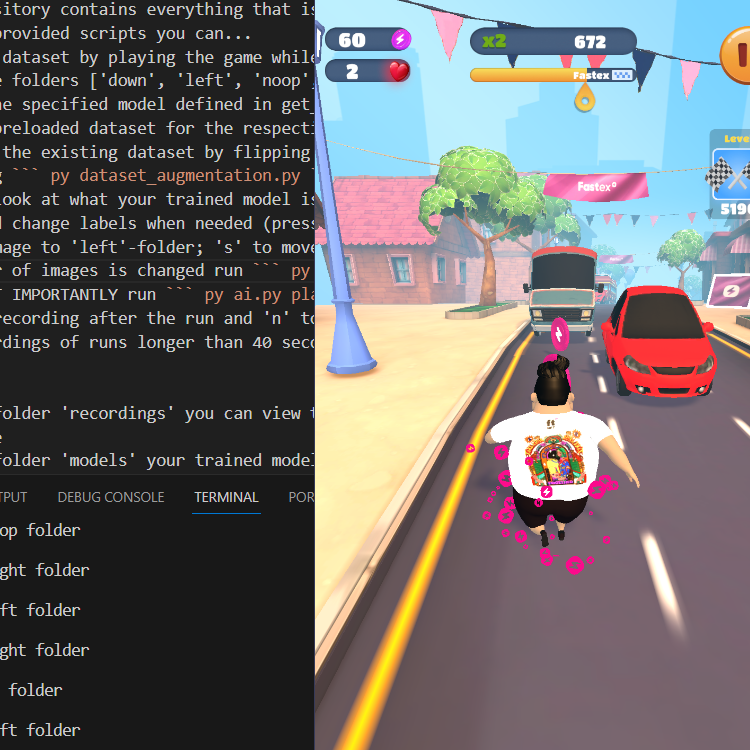 sitory contains everything that is
provided scripts you can...
dataset by playing the game while
e folders ['down', 'left', 'noop',
he specified model defined in get
preloaded dataset for the respecti
the existing dataset by flipping
g ``` py dataset_augmentation.py `
look at what your trained model is
d change labels when needed (press
mage to 'left'-folder; 's' to move
r of images is changed run ``` py
T IMPORTANTLY run ``` py ai.py pla
recording after the run and 'n' to
rdings of runs longer than 40 seco
folder 'recordings' you can view t
e
folder 'models' your trained model
TPUT DEBUG CONSOLE TERMINAL POR
op folder
ght folder
ft folder
ght folder
folder
ft folder
60
2
x2 672
Fastex
Fastex
Leve
5190